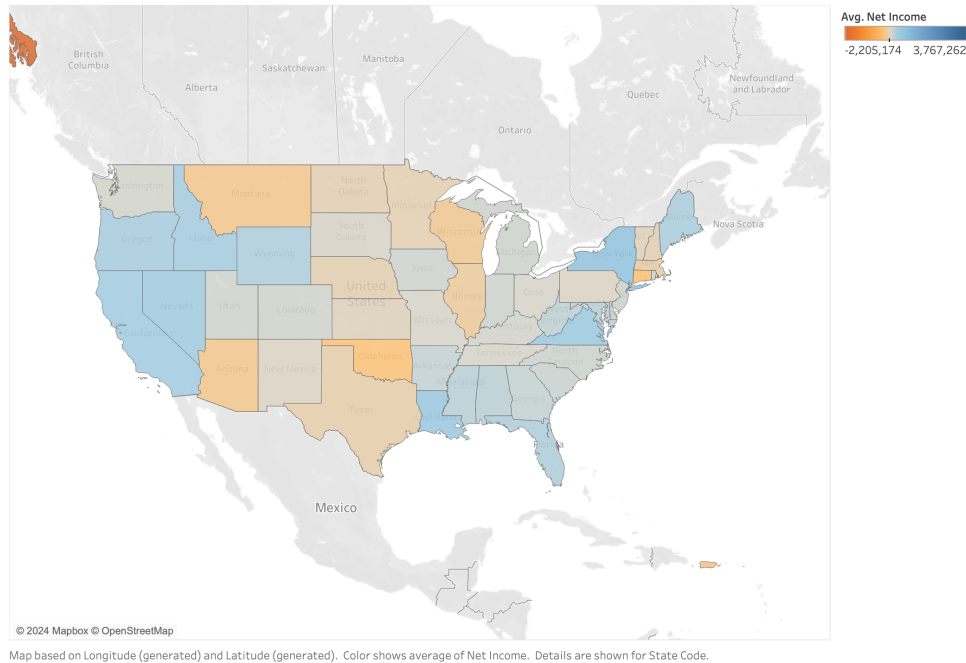 Avg. Net Income
-2,205,174 3,767,262
British
Columbia
Alberta
Saskatchewan
Manitoba
Ontario
Quebec
Newfoundland
and Labrador
Nova Scotia
Washington
Montana
North
Dakota
Minnesota
Maine
Oregon
Idaho
South
Dakota
Wisconsin
Michigan
New York
Wyoming
Iowa
Nevada
Utah
Colorado
United
States
Illinois
Ohio
California
Missouri
Kentucky
Virginia
Arizona
New Mexico
Oklahoma
Arkansas
Tennessee
North
Carolina
Mississippi
Georgia
Texas
Mexico
© 2024 Mapbox © OpenStreetMap
Map based on Longitude (generated) and Latitude (generated). Color shows average of Net Income. Details are shown for State Code.